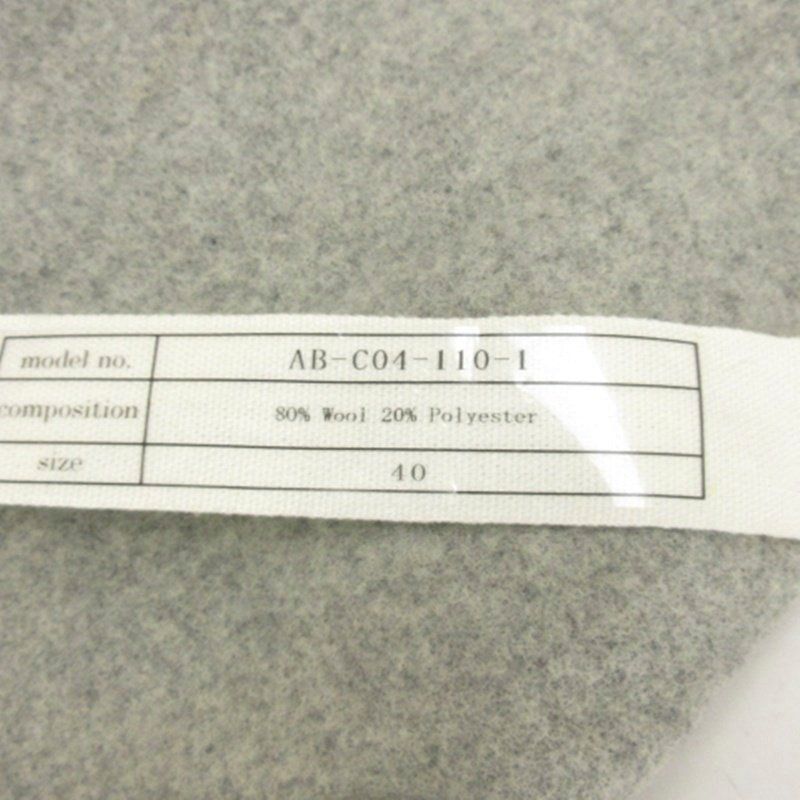 model no. AB-C04-110-1
composition 80% Wool 20% Polyester
size 40